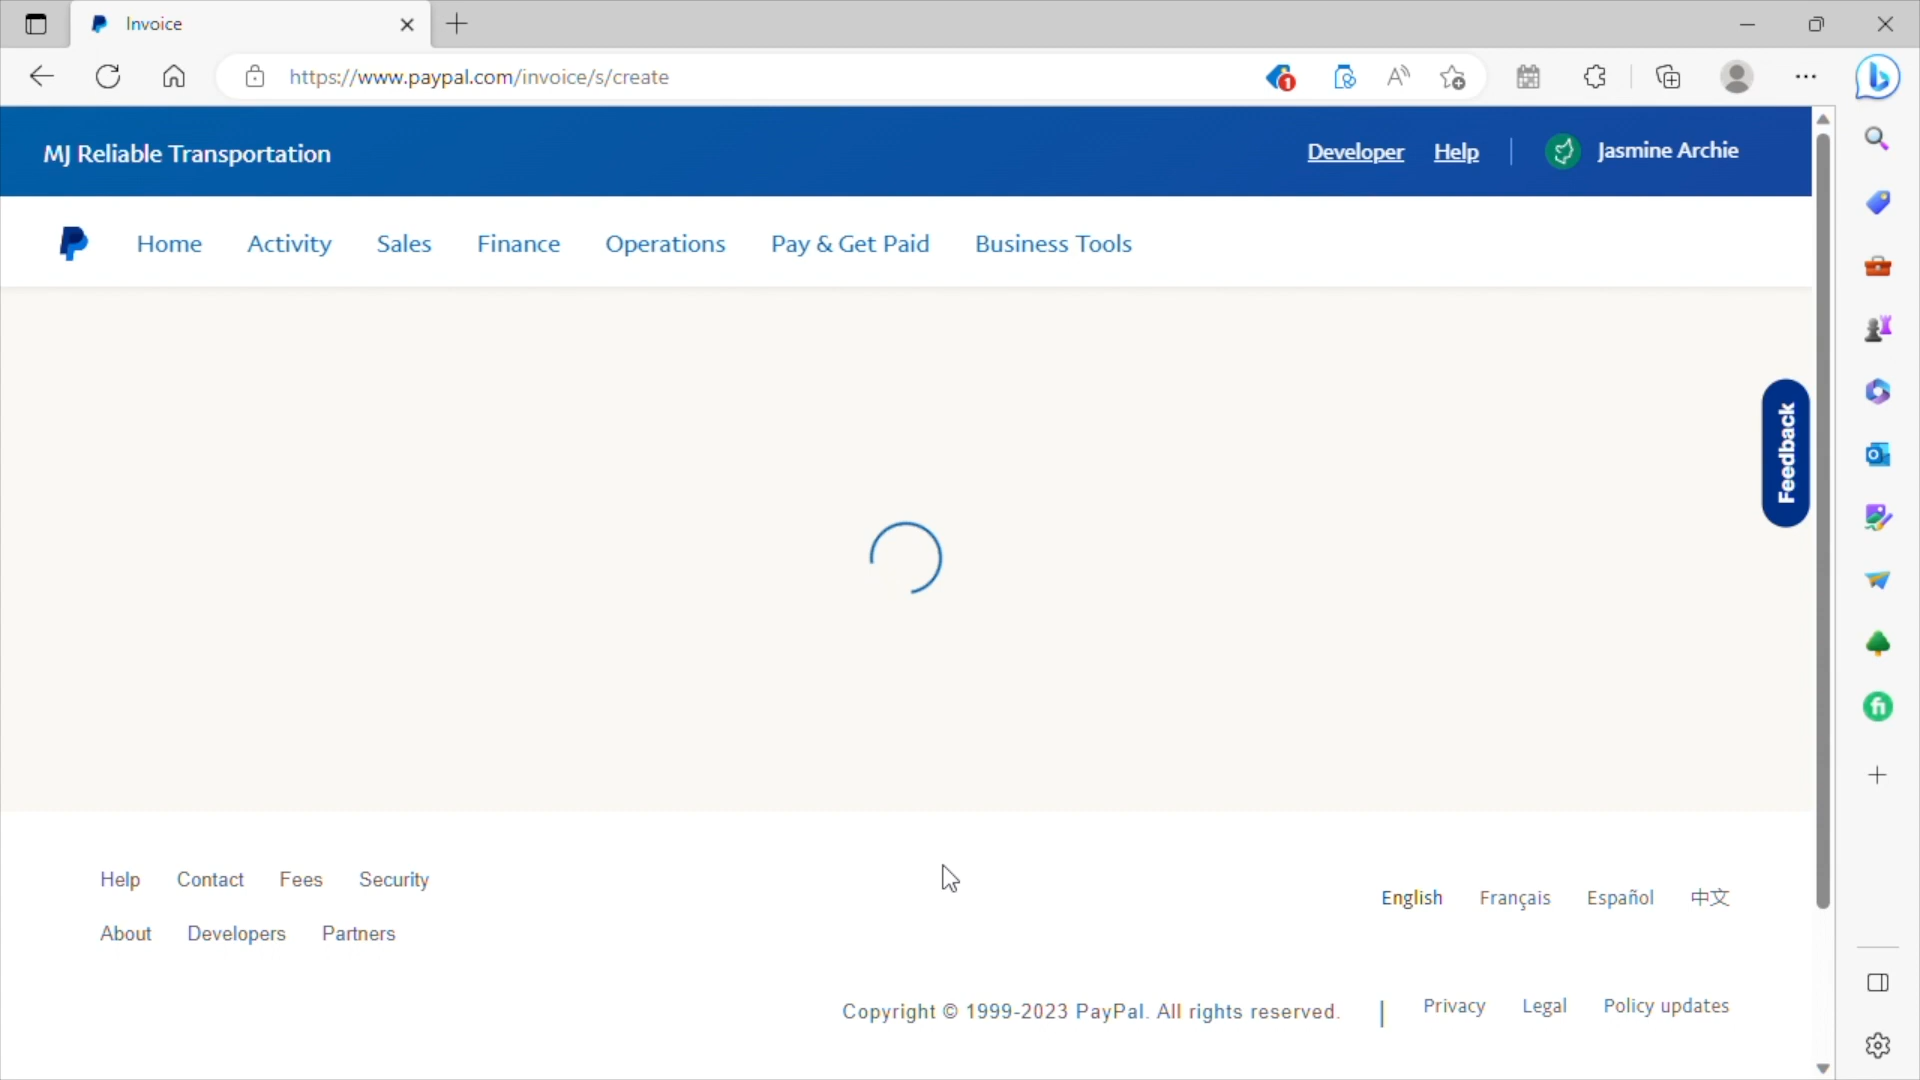 Invoice
https://www.paypal.com/invoice/s/create
1
MJ Reliable Transportation
Developer Help Jasmine Archie
Home Activity Sales Finance Operations Pay & Get Paid Business Tools
Feedback
Help Contact Fees Security
English Français Español 中文
About Developers Partners
Copyright © 1999-2023 PayPal. All rights reserved. | Privacy Legal Policy updates